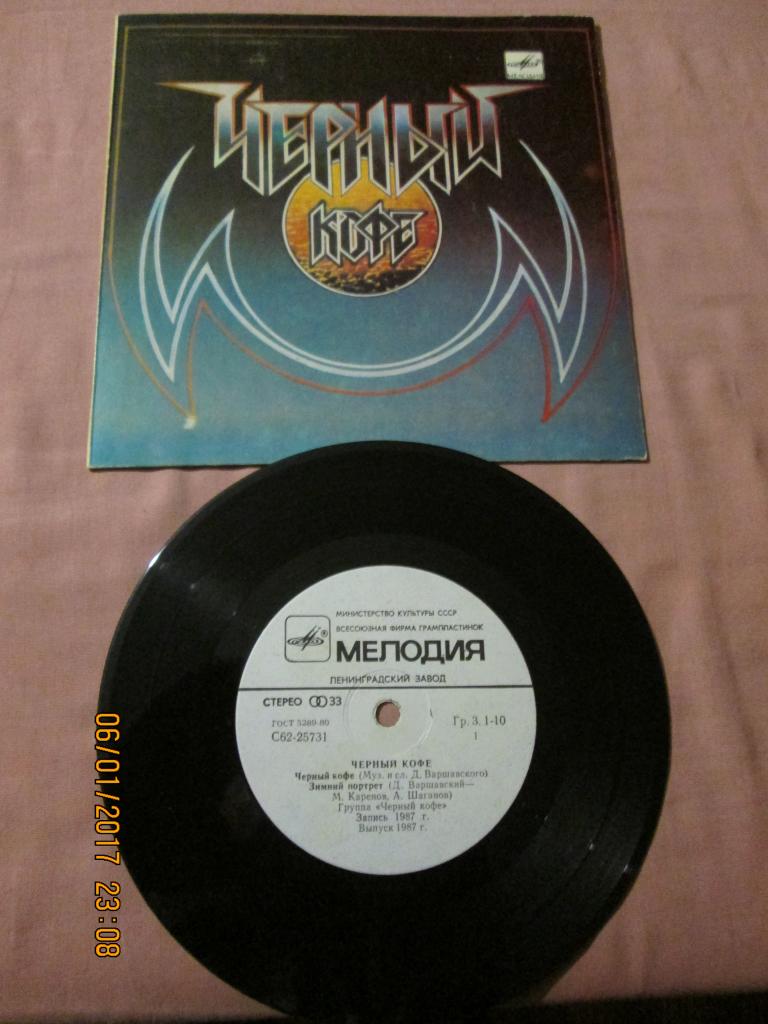 МЕЛОДИЯ
ЧЕРНЫЙ
КОФЕ
МИНИСТЕРСТВО КУЛЬТУРЫ СССР
ВСЕСОЮЗНАЯ ФИРМА ГРАМПЛАСТИНОК
МЕЛОДИЯ
ЛЕНИНГРАДСКИЙ ЗАВОД
СТЕРЕО 33
ГОСТ 5289-80
Гр. 3. 1-10
С62-25731
1
ЧЕРНЫЙ КОФЕ
Черный кофе (Муз. и сл. Д. Варшавского)
Зимний портрет (Д. Варшавский—
М. Каренов, А. Шаганов)
Группа «Черный кофе»
Запись 1987 г.
Выпуск 1987 г.
06/01/2017 23:08